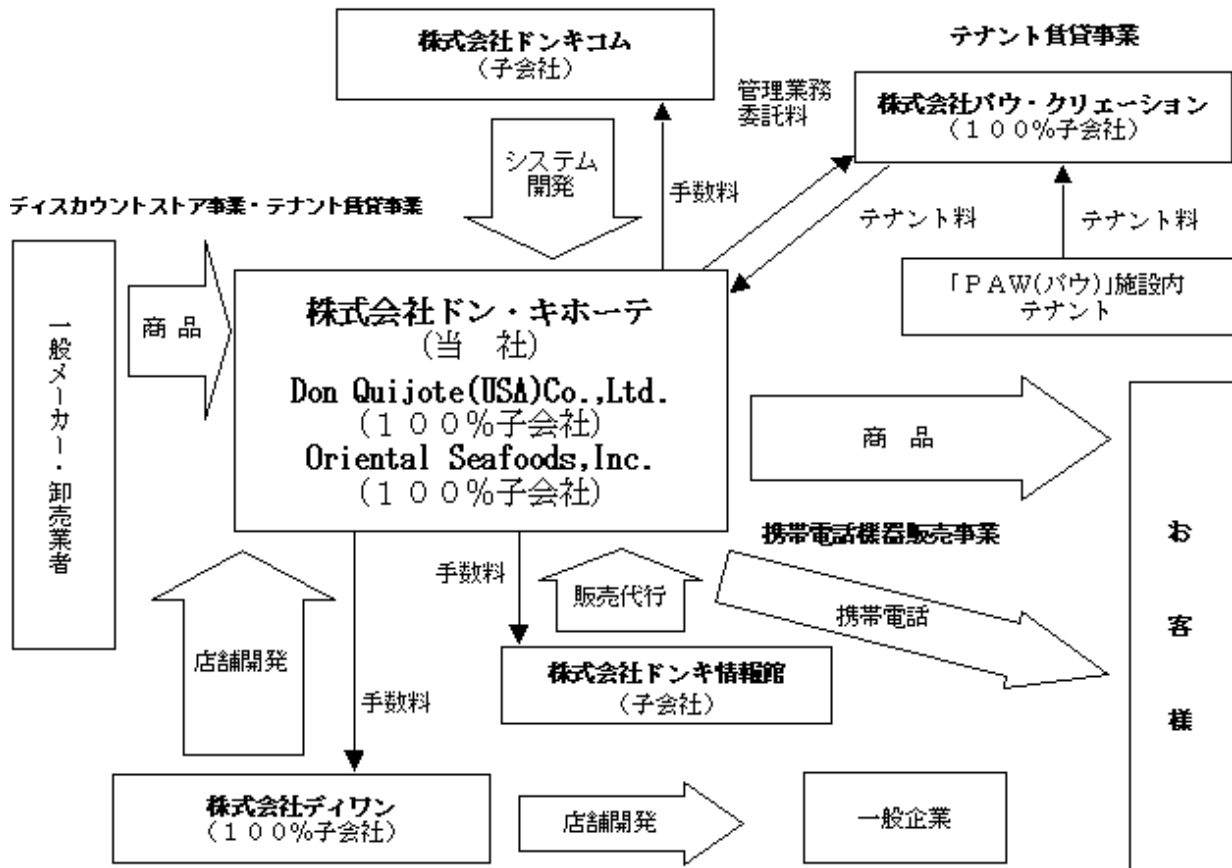 株式会社ドンキコム
（子会社）
テナント賃貸事業
株式会社パウ・クリエーション
（１００％子会社）
管理業務
委託料
システム
開発
手数料
テナント料
テナント料
ディスカウントストア事業・テナント賃貸事業
「ＰＡＷ(パウ)」施設内
テナント
一般メーカー・卸売業者
商 品
株式会社ドン・キホーテ
（当　社）
Don Quijote(USA)Co.,Ltd.
（１００％子会社）
Oriental Seafoods,Inc.
（１００％子会社）
商　品
お客様
携帯電話機器販売事業
手数料
販売代行
携帯電話
店舗開発
株式会社ドンキ情報館
（子会社）
手数料
株式会社ディワン
（１００％子会社）
店舗開発
一般企業